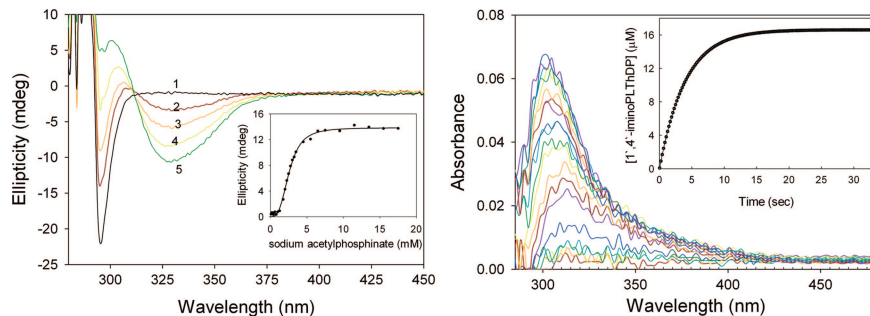 10
5
0
-5
-10
-15
-20
-25
Ellipticity (mdeg)
300 325 350 375 400 425 450
Wavelength (nm)
1
2
3
4
5
16
12
8
4
0
Ellipticity (mdeg)
0 5 10 15 20
sodium acetylphosphinate (mM)
0.08
0.06
0.04
0.02
0.00
Absorbance
300 350 400 450
Wavelength (nm)
16
12
8
4
0
[1',4`-iminoPLThDP] (μM)
0 5 10 15 20 25 30
Time (sec)